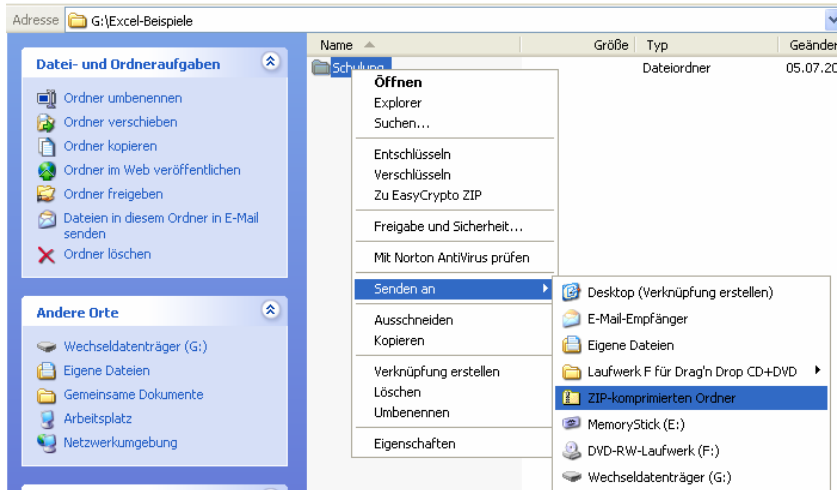 Adresse G:\Excel-Beispiele
Name Größe Typ Geänder
Datei- und Ordneraufgaben
Ordner umbenennen
Ordner verschieben
Ordner kopieren
Ordner im Web veröffentlichen
Ordner freigeben
Dateien in diesem Ordner in E-Mail
senden
Ordner löschen
Andere Orte
Wechseldatenträger (G:)
Eigene Dateien
Gemeinsame Dokumente
Arbeitsplatz
Netzwerkumgebung
Schulung Dateiordner 05.07.20
Öffnen
Explorer
Suchen...
Entschlüsseln
Verschlüsseln
Zu EasyCrypto ZIP
Freigabe und Sicherheit...
Mit Norton AntiVirus prüfen
Senden an
Ausschneiden
Kopieren
Verknüpfung erstellen
Löschen
Umbenennen
Eigenschaften
Desktop (Verknüpfung erstellen)
E-Mail-Empfänger
Eigene Dateien
Laufwerk F für Drag'n Drop CD+DVD
ZIP-komprimierten Ordner
MemoryStick (E:)
DVD-RW-Laufwerk (F:)
Wechseldatenträger (G:)